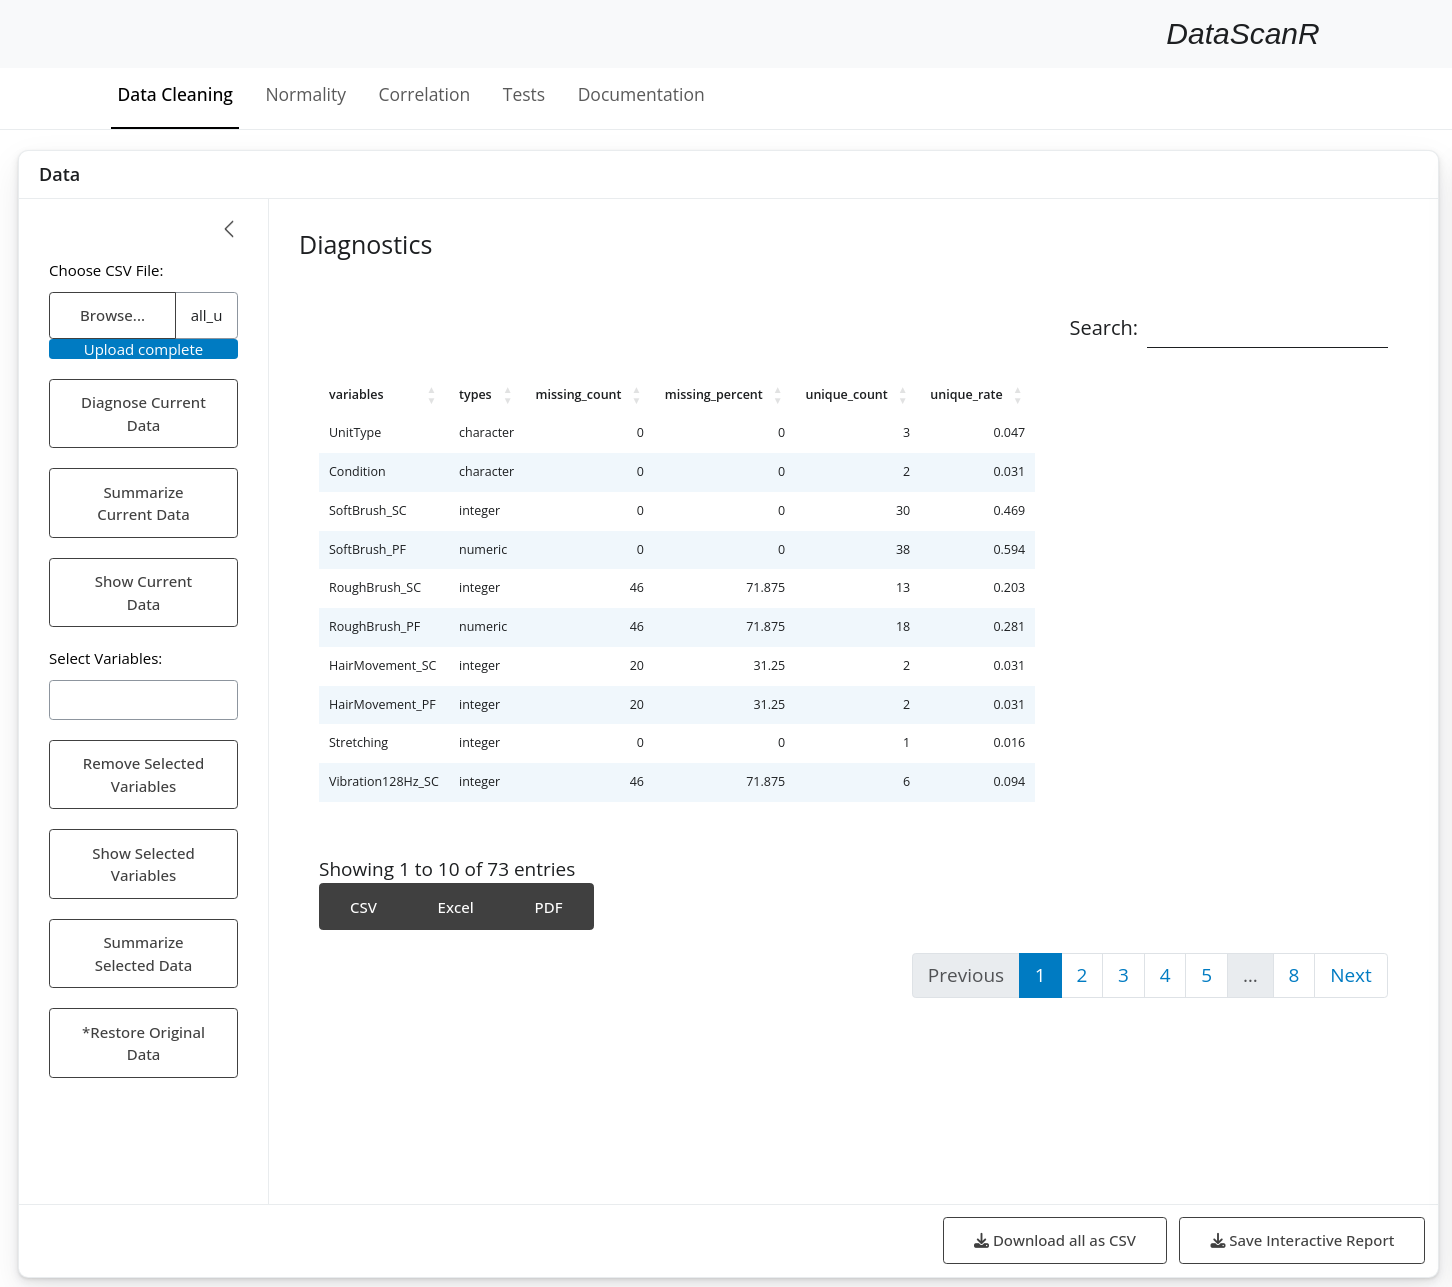 DataScanR
Data Cleaning Normality Correlation Tests Documentation
Data
Choose CSV File:
Browse... all_u
Upload complete
Diagnose Current
Data
Summarize
Current Data
Show Current
Data
Select Variables:
Remove Selected
Variables
Show Selected
Variables
Summarize
Selected Data
*Restore Original
Data
Diagnostics
Search:
variables types missing_count missing_percent unique_count unique_rate
UnitType character 0 0 3 0.047
Condition character 0 0 2 0.031
SoftBrush_SC integer 0 0 30 0.469
SoftBrush_PF numeric 0 0 38 0.594
RoughBrush_SC integer 46 71.875 13 0.203
RoughBrush_PF numeric 46 71.875 18 0.281
HairMovement_SC integer 20 31.25 2 0.031
HairMovement_PF integer 20 31.25 2 0.031
Stretching integer 0 0 1 0.016
Vibration128Hz_SC integer 46 71.875 6 0.094
Showing 1 to 10 of 73 entries
CSV Excel PDF
Previous 1 2 3 4 5 ... 8 Next
Download all as CSV Save Interactive Report